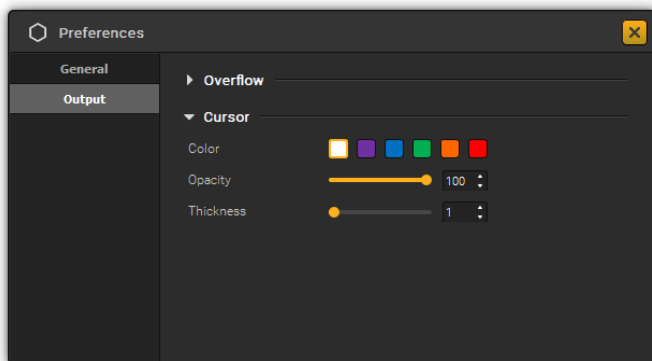 Preferences
General
Output
Overflow
Cursor
Color
Opacity 100
Thickness 1